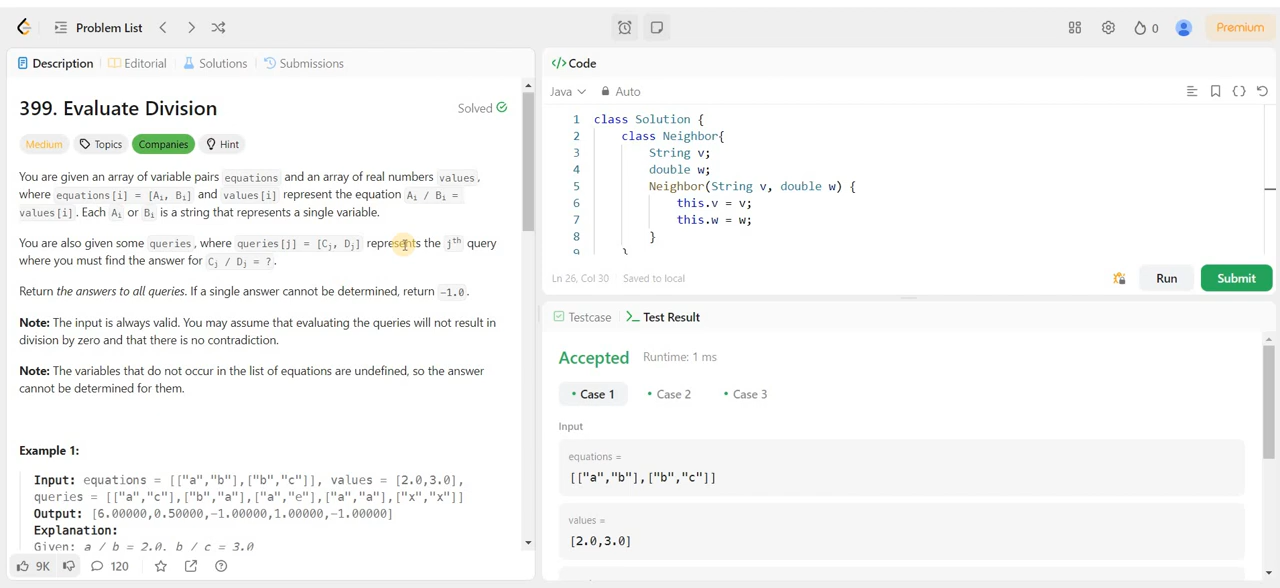 Problem List
0
Premium
Description
Editorial
Solutions
Submissions
399. Evaluate Division
Solved
Medium
Topics
Companies
Hint
You are given an array of variable pairs equations and an array of real numbers values,
where equations[i] = [Ai, Bi] and values[i] represent the equation Ai / Bi =
values[i]. Each Ai or Bi is a string that represents a single variable.
You are also given some queries, where queries[j] = [Cj, Dj] represents the jth query
where you must find the answer for Cj / Dj = ?.
Return the answers to all queries. If a single answer cannot be determined, return -1.0.
Note: The input is always valid. You may assume that evaluating the queries will not result in
division by zero and that there is no contradiction.
Note: The variables that do not occur in the list of equations are undefined, so the answer
cannot be determined for them.
Example 1:
Input: equations = [["a","b"],["b","c"]], values = [2.0,3.0],
queries = [["a","c"],["b","a"],["a","e"],["a","a"],["x","x"]]
Output: [6.00000,0.50000,-1.00000,1.00000,-1.00000]
Explanation:
Given: a / b = 2.0, b / c = 3.0
9K
120
</> Code
Java
Auto
1 class Solution {
2 class Neighbor{
3 String v;
4 double w;
5 Neighbor(String v, double w) {
6 this.v = v;
7 this.w = w;
8 }
9 }
Ln 26, Col 30
Saved to local
Run
Submit
Testcase
>_ Test Result
Accepted
Runtime: 1 ms
• Case 1
• Case 2
• Case 3
Input
equations =
[["a","b"],["b","c"]]
values =
[2.0,3.0]